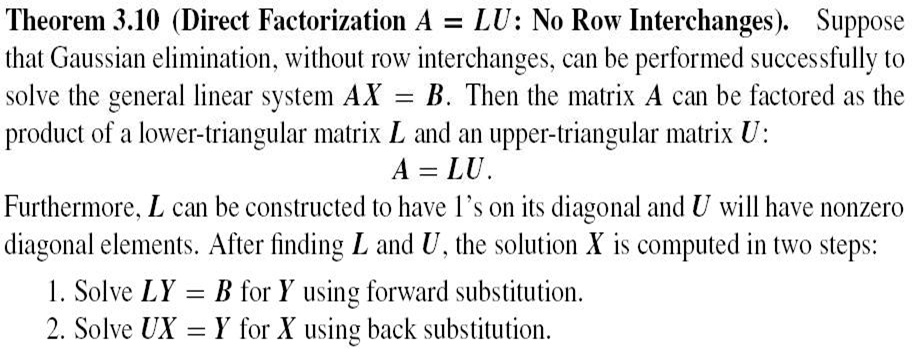 Theorem 3.10 (Direct Factorization A = LU: No Row Interchanges). Suppose
that Gaussian elimination, without row interchanges, can be performed successfully to
solve the general linear system AX = B. Then the matrix A can be factored as the
product of a lower-triangular matrix L and an upper-triangular matrix U:
A = LU.
Furthermore, L can be constructed to have 1's on its diagonal and U will have nonzero
diagonal elements. After finding L and U, the solution X is computed in two steps:
1. Solve LY = B for Y using forward substitution.
2. Solve UX = Y for X using back substitution.